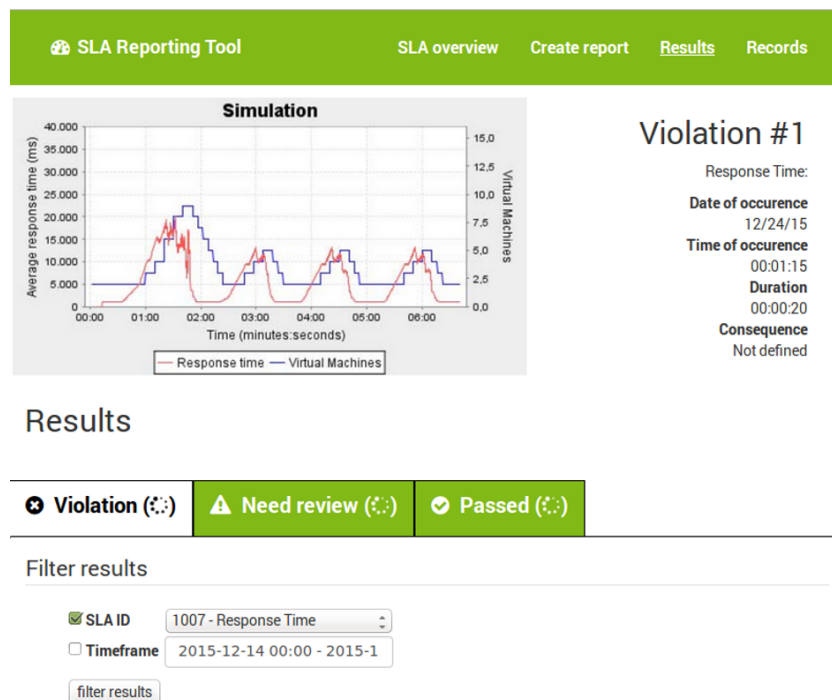 SLA Reporting Tool
SLA overview
Create report
Results
Records
Simulation
Average response time (ms)
40.000
35.000
30.000
25.000
20.000
15.000
10.000
5.000
0
15,0
12,5
10,0
7,5
5,0
2,5
0,0
Virtual Machines
00:00 01:00 02:00 03:00 04:00 05:00 06:00
Time (minutes:seconds)
Response time Virtual Machines
Violation #1
Response Time:
Date of occurence
12/24/15
Time of occurence
00:01:15
Duration
00:00:20
Consequence
Not defined
Results
Violation ( )
Need review ( )
Passed ( )
Filter results
SLA ID 1007 - Response Time
Timeframe 2015-12-14 00:00 - 2015-1
filter results